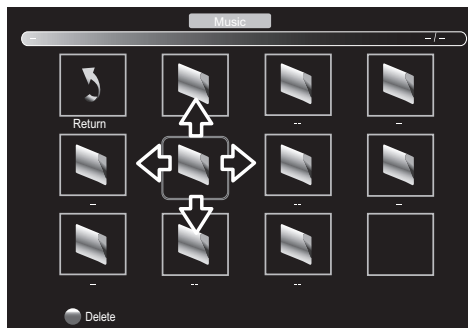 Music
– – / –
Return -- -- –
– -- –
– -- --
Delete